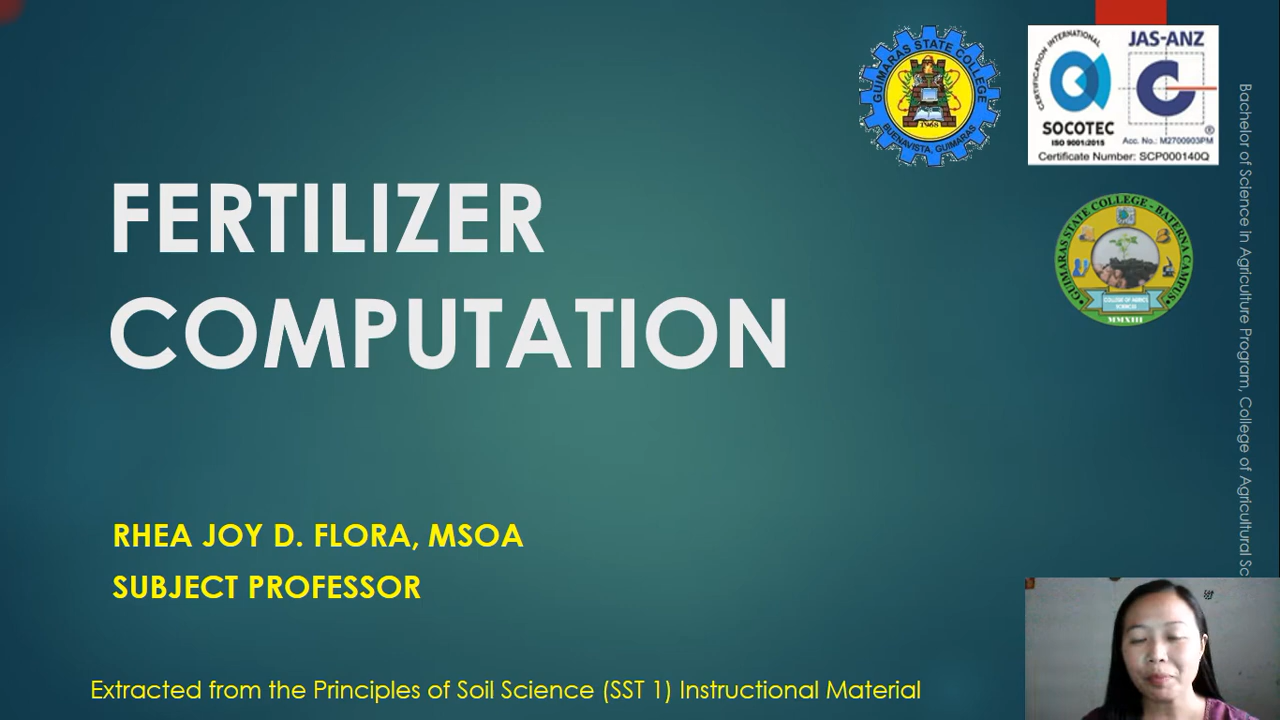 FERTILIZER
COMPUTATION
RHEA JOY D. FLORA, MSOA
SUBJECT PROFESSOR
Extracted from the Principles of Soil Science (SST 1) Instructional Material
GUIMARAS STATE COLLEGE
1968
BUENAVISTA, GUIMARAS
CERTIFICATION INTERNATIONAL
JAS-ANZ
SOCOTEC
ISO 9001:2015
Acc. No.: M2700903PM
®
Certificate Number: SCP000140Q
GUIMARAS STATE COLLEGE - BATERNA CAMPUS
MMXIII
Bachelor of Science in Agriculture Program, College of Agricultural Sc